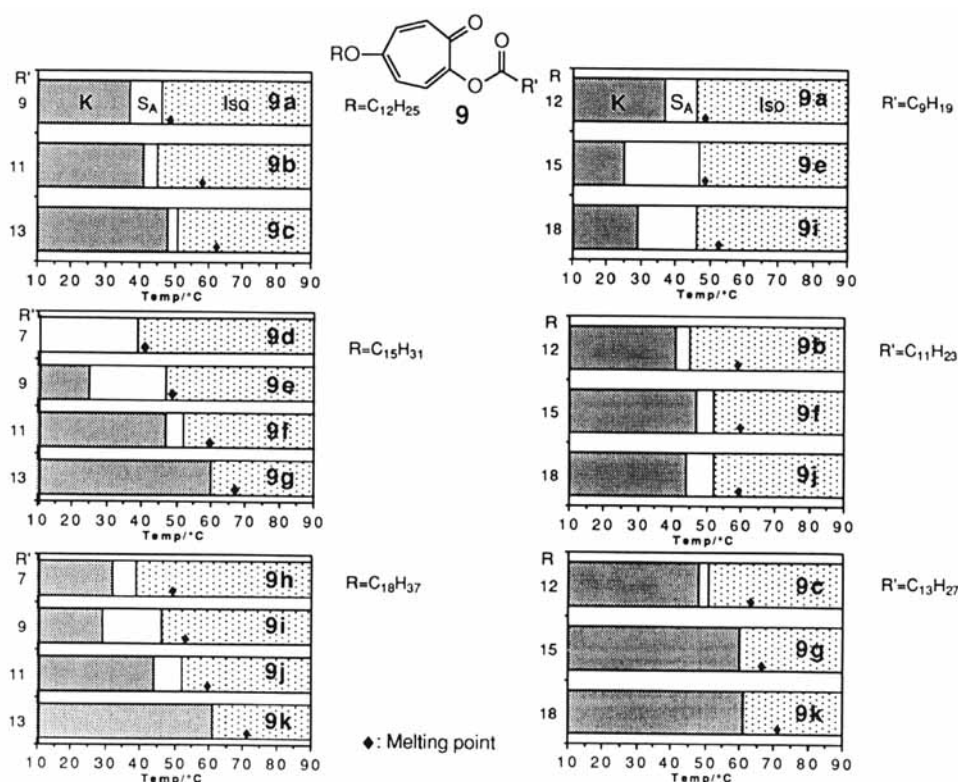 RO
O
O
O
R'
R=C₁₂H₂₅
9
R'
9
K
S_A
Iso
9a
11
9b
13
9c
10 20 30 40 50 60 70 80 90
Temp/°C
R
12
K
S_A
Iso
9a
R'=C₉H₁₉
15
9e
18
9i
10 20 30 40 50 60 70 80 90
Temp/°C
R'
7
9d
R=C₁₅H₃₁
9
9e
11
9f
13
9g
10 20 30 40 50 60 70 80 90
Temp/°C
R
12
9b
R'=C₁₁H₂₃
15
9f
18
9j
10 20 30 40 50 60 70 80 90
Temp/°C
R'
7
9h
R=C₁₈H₃₇
9
9i
11
9j
13
9k
10 20 30 40 50 60 70 80 90
Temp/°C
♦: Melting point
R
12
9c
R'=C₁₃H₂₇
15
9g
18
9k
10 20 30 40 50 60 70 80 90
Temp/°C